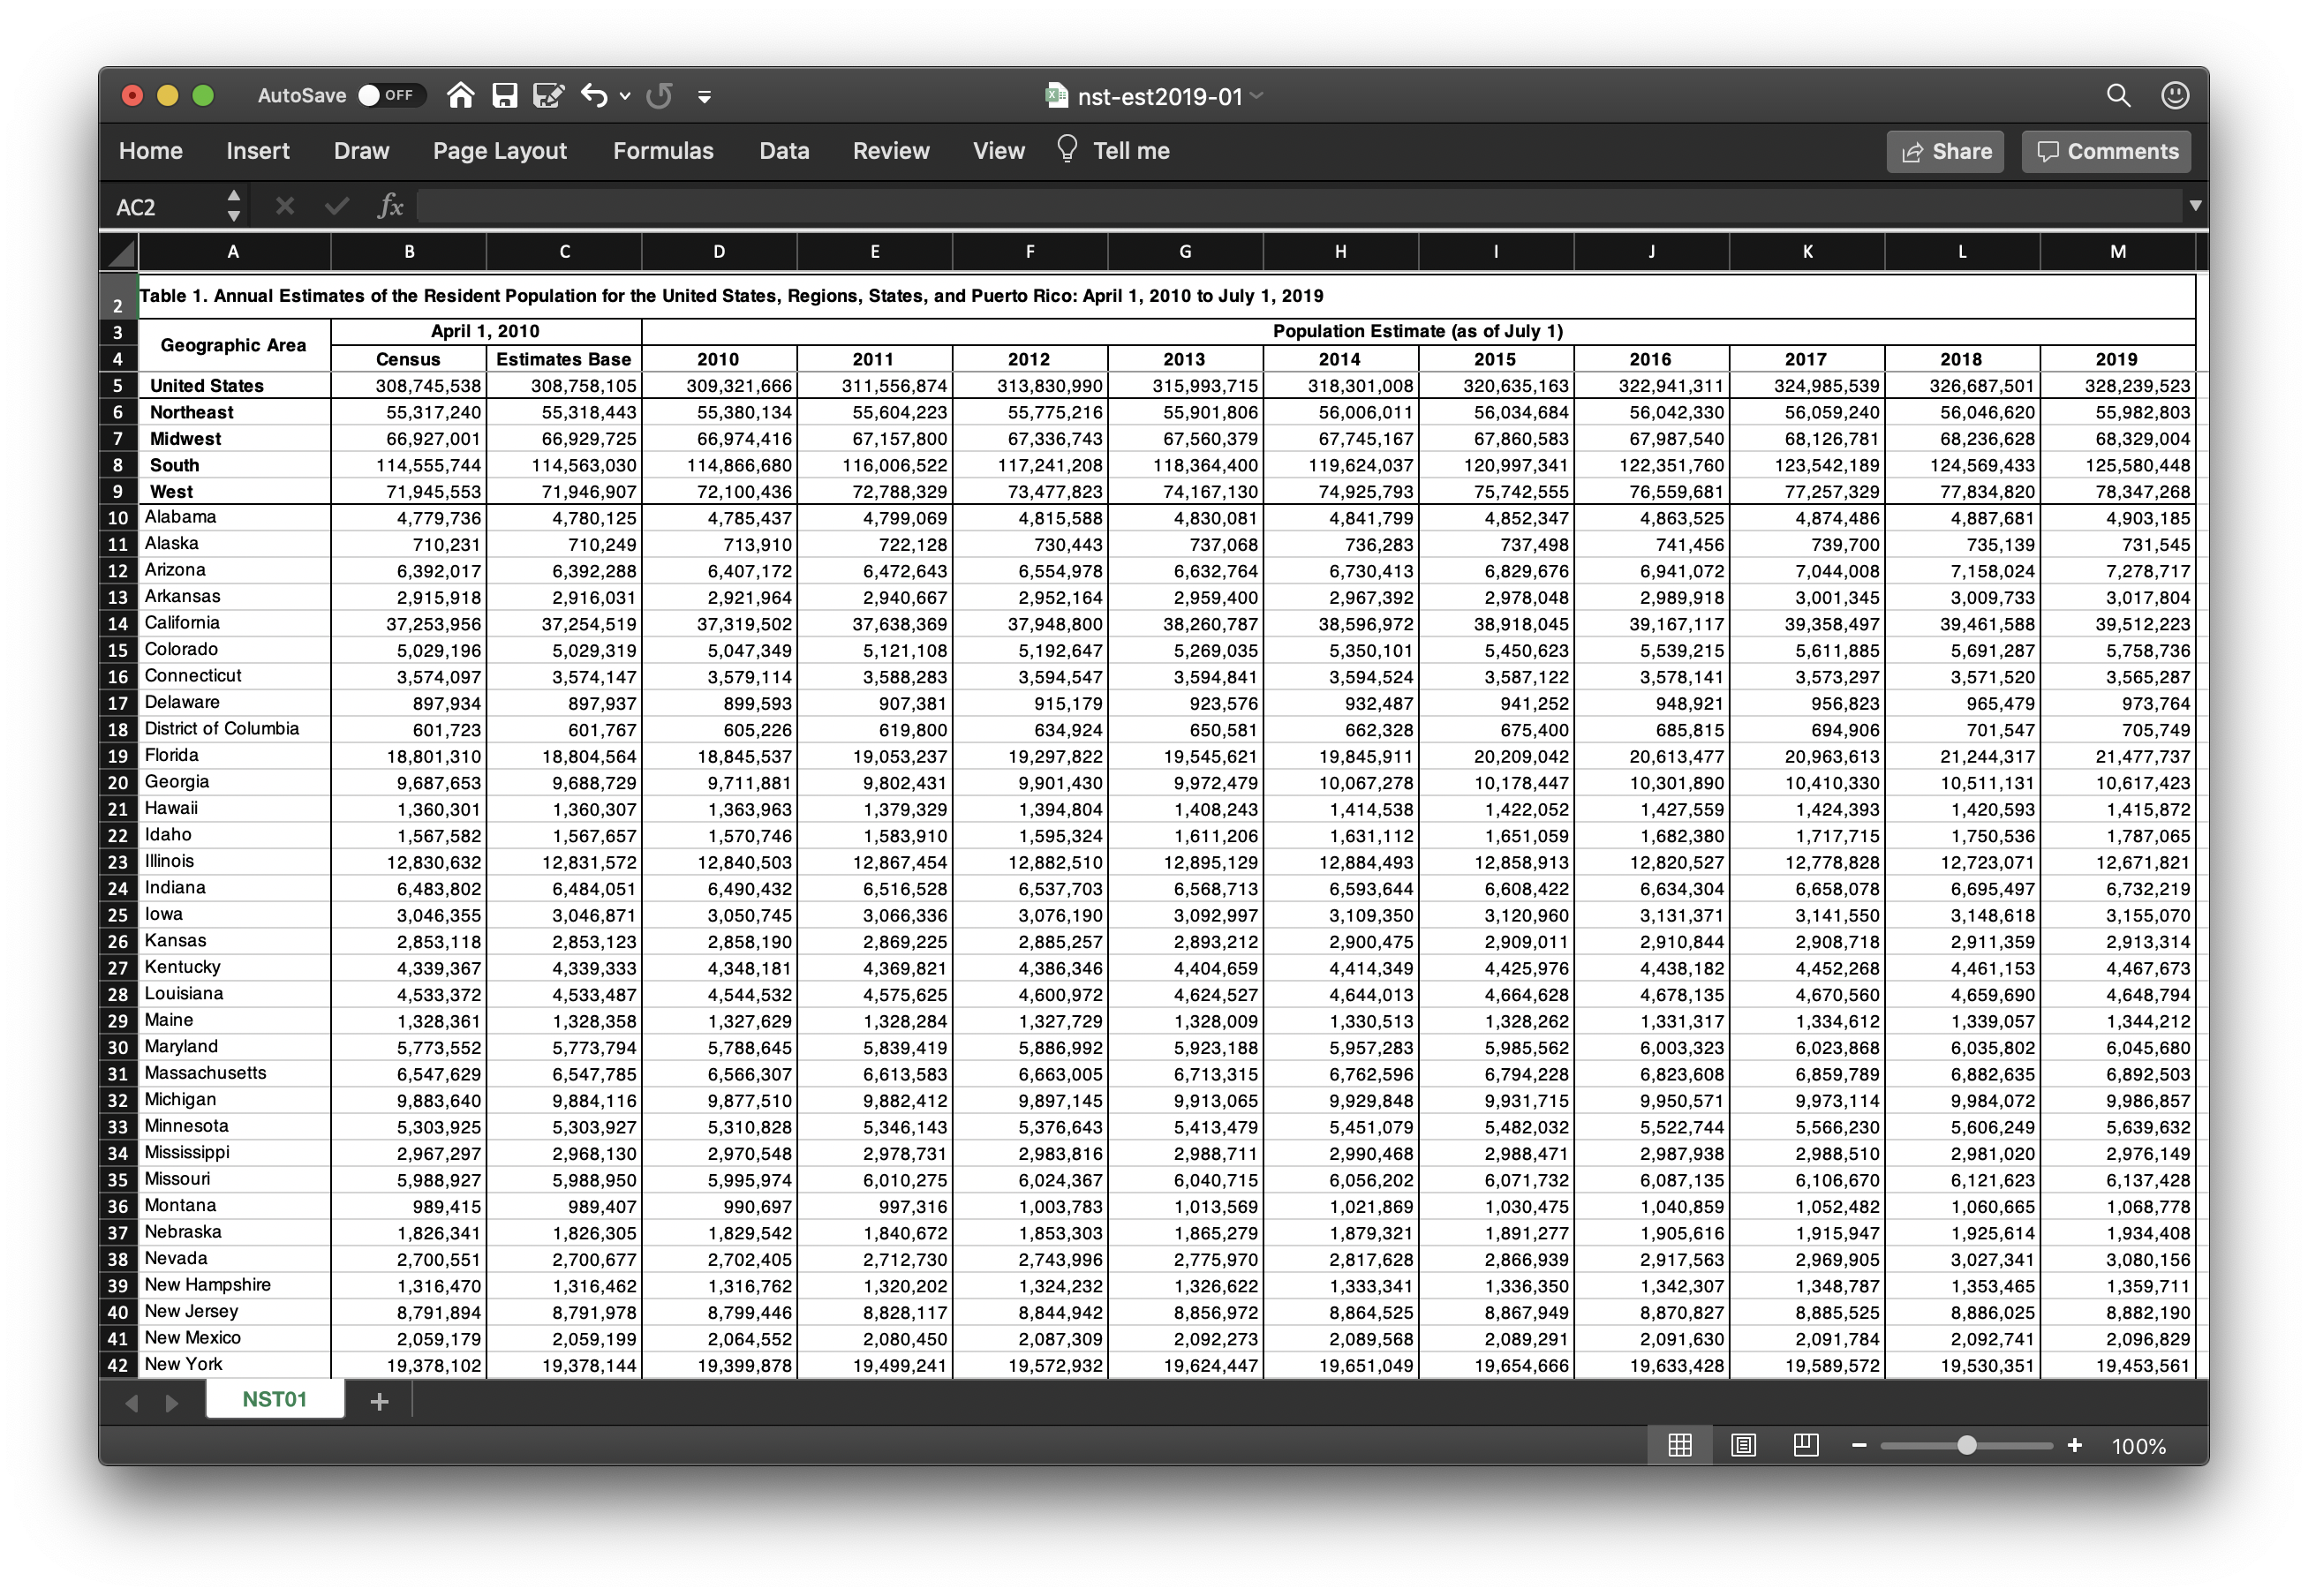 AutoSave OFF nst-est2019-01
Home Insert Draw Page Layout Formulas Data Review View Tell me Share Comments
AC2 fx
A B C D E F G H I J K L M
2 Table 1. Annual Estimates of the Resident Population for the United States, Regions, States, and Puerto Rico: April 1, 2010 to July 1, 2019
3 Geographic Area April 1, 2010 Population Estimate (as of July 1)
4 Census Estimates Base 2010 2011 2012 2013 2014 2015 2016 2017 2018 2019
5 United States 308,745,538 308,758,105 309,321,666 311,556,874 313,830,990 315,993,715 318,301,008 320,635,163 322,941,311 324,985,539 326,687,501 328,239,523
6 Northeast 55,317,240 55,318,443 55,380,134 55,604,223 55,775,216 55,901,806 56,006,011 56,034,684 56,042,330 56,059,240 56,046,620 55,982,803
7 Midwest 66,927,001 66,929,725 66,974,416 67,157,800 67,336,743 67,560,379 67,745,167 67,860,583 67,987,540 68,126,781 68,236,628 68,329,004
8 South 114,555,744 114,563,030 114,866,680 116,006,522 117,241,208 118,364,400 119,624,037 120,997,341 122,351,760 123,542,189 124,569,433 125,580,448
9 West 71,945,553 71,946,907 72,100,436 72,788,329 73,477,823 74,167,130 74,925,793 75,742,555 76,559,681 77,257,329 77,834,820 78,347,268
10 Alabama 4,779,736 4,780,125 4,785,437 4,799,069 4,815,588 4,830,081 4,841,799 4,852,347 4,863,525 4,874,486 4,887,681 4,903,185
11 Alaska 710,231 710,249 713,910 722,128 730,443 737,068 736,283 737,498 741,456 739,700 735,139 731,545
12 Arizona 6,392,017 6,392,288 6,407,172 6,472,643 6,554,978 6,632,764 6,730,413 6,829,676 6,941,072 7,044,008 7,158,024 7,278,717
13 Arkansas 2,915,918 2,916,031 2,921,964 2,940,667 2,952,164 2,959,400 2,967,392 2,978,048 2,989,918 3,001,345 3,009,733 3,017,804
14 California 37,253,956 37,254,519 37,319,502 37,638,369 37,948,800 38,260,787 38,596,972 38,918,045 39,167,117 39,358,497 39,461,588 39,512,223
15 Colorado 5,029,196 5,029,319 5,047,349 5,121,108 5,192,647 5,269,035 5,350,101 5,450,623 5,539,215 5,611,885 5,691,287 5,758,736
16 Connecticut 3,574,097 3,574,147 3,579,114 3,588,283 3,594,547 3,594,841 3,594,524 3,587,122 3,578,141 3,573,297 3,571,520 3,565,287
17 Delaware 897,934 897,937 899,593 907,381 915,179 923,576 932,487 941,252 948,921 956,823 965,479 973,764
18 District of Columbia 601,723 601,767 605,226 619,800 634,924 650,581 662,328 675,400 685,815 694,906 701,547 705,749
19 Florida 18,801,310 18,804,564 18,845,537 19,053,237 19,297,822 19,545,621 19,845,911 20,209,042 20,613,477 20,963,613 21,244,317 21,477,737
20 Georgia 9,687,653 9,688,729 9,711,881 9,802,431 9,901,430 9,972,479 10,067,278 10,178,447 10,301,890 10,410,330 10,511,131 10,617,423
21 Hawaii 1,360,301 1,360,307 1,363,963 1,379,329 1,394,804 1,408,243 1,414,538 1,422,052 1,427,559 1,424,393 1,420,593 1,415,872
22 Idaho 1,567,582 1,567,657 1,570,746 1,583,910 1,595,324 1,611,206 1,631,112 1,651,059 1,682,380 1,717,715 1,750,536 1,787,065
23 Illinois 12,830,632 12,831,572 12,840,503 12,867,454 12,882,510 12,895,129 12,884,493 12,858,913 12,820,527 12,778,828 12,723,071 12,671,821
24 Indiana 6,483,802 6,484,051 6,490,432 6,516,528 6,537,703 6,568,713 6,593,644 6,608,422 6,634,304 6,658,078 6,695,497 6,732,219
25 Iowa 3,046,355 3,046,871 3,050,745 3,066,336 3,076,190 3,092,997 3,109,350 3,120,960 3,131,371 3,141,550 3,148,618 3,155,070
26 Kansas 2,853,118 2,853,123 2,858,190 2,869,225 2,885,257 2,893,212 2,900,475 2,909,011 2,910,844 2,908,718 2,911,359 2,913,314
27 Kentucky 4,339,367 4,339,333 4,348,181 4,369,821 4,386,346 4,404,659 4,414,349 4,425,976 4,438,182 4,452,268 4,461,153 4,467,673
28 Louisiana 4,533,372 4,533,487 4,544,532 4,575,625 4,600,972 4,624,527 4,644,013 4,664,628 4,678,135 4,670,560 4,659,690 4,648,794
29 Maine 1,328,361 1,328,358 1,327,629 1,328,284 1,327,729 1,328,009 1,330,513 1,328,262 1,331,317 1,334,612 1,339,057 1,344,212
30 Maryland 5,773,552 5,773,794 5,788,645 5,839,419 5,886,992 5,923,188 5,957,283 5,985,562 6,003,323 6,023,868 6,035,802 6,045,680
31 Massachusetts 6,547,629 6,547,785 6,566,307 6,613,583 6,663,005 6,713,315 6,762,596 6,794,228 6,823,608 6,859,789 6,882,635 6,892,503
32 Michigan 9,883,640 9,884,116 9,877,510 9,882,412 9,897,145 9,913,065 9,929,848 9,931,715 9,950,571 9,973,114 9,984,072 9,986,857
33 Minnesota 5,303,925 5,303,927 5,310,828 5,346,143 5,376,643 5,413,479 5,451,079 5,482,032 5,522,744 5,566,230 5,606,249 5,639,632
34 Mississippi 2,967,297 2,968,130 2,970,548 2,978,731 2,983,816 2,988,711 2,990,468 2,988,471 2,987,938 2,988,510 2,981,020 2,976,149
35 Missouri 5,988,927 5,988,950 5,995,974 6,010,275 6,024,367 6,040,715 6,056,202 6,071,732 6,087,135 6,106,670 6,121,623 6,137,428
36 Montana 989,415 989,407 990,697 997,316 1,003,783 1,013,569 1,021,869 1,030,475 1,040,859 1,052,482 1,060,665 1,068,778
37 Nebraska 1,826,341 1,826,305 1,829,542 1,840,672 1,853,303 1,865,279 1,879,321 1,891,277 1,905,616 1,915,947 1,925,614 1,934,408
38 Nevada 2,700,551 2,700,677 2,702,405 2,712,730 2,743,996 2,775,970 2,817,628 2,866,939 2,917,563 2,969,905 3,027,341 3,080,156
39 New Hampshire 1,316,470 1,316,462 1,316,762 1,320,202 1,324,232 1,326,622 1,333,341 1,336,350 1,342,307 1,348,787 1,353,465 1,359,711
40 New Jersey 8,791,894 8,791,978 8,799,446 8,828,117 8,844,942 8,856,972 8,864,525 8,867,949 8,870,827 8,885,525 8,886,025 8,882,190
41 New Mexico 2,059,179 2,059,199 2,064,552 2,080,450 2,087,309 2,092,273 2,089,568 2,089,291 2,091,630 2,091,784 2,092,741 2,096,829
42 New York 19,378,102 19,378,144 19,399,878 19,499,241 19,572,932 19,624,447 19,651,049 19,654,666 19,633,428 19,589,572 19,530,351 19,453,561
NST01
100%